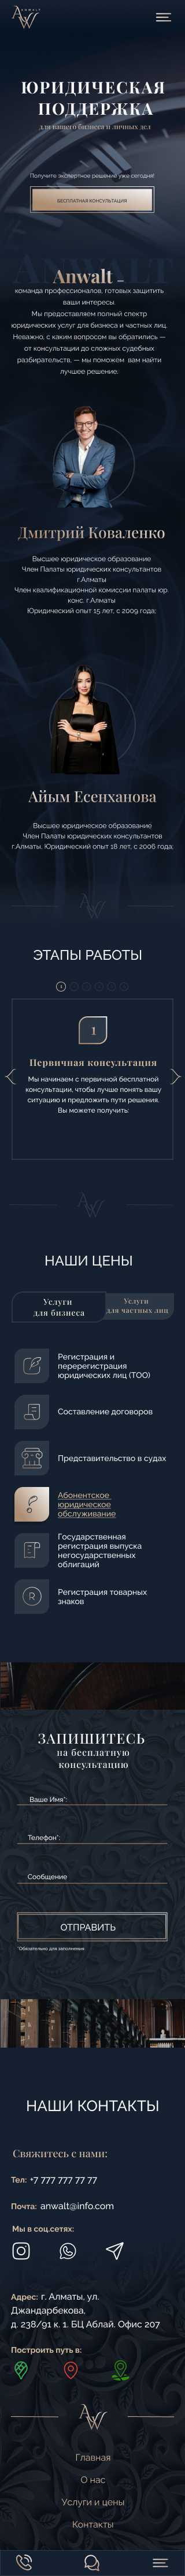 ANWALT
ЮРИДИЧЕСКАЯ
ПОДДЕРЖКА
для вашего бизнеса и личных дел
Получите экспертное решение уже сегодня!
БЕСПЛАТНАЯ КОНСУЛЬТАЦИЯ
Anwalt –
команда профессионалов, готовых защитить
ваши интересы.
Мы предоставляем полный спектр
юридических услуг для бизнеса и частных лиц.
Неважно, с каким вопросом вы обратились —
от консультации до сложных судебных
разбирательств, — мы поможем вам найти
лучшее решение.
Дмитрий Коваленко
Высшее юридическое образование
Член Палаты юридических консультантов
г.Алматы
Член квалификационной комиссии палаты юр.
конс. г.Алматы
Юридический опыт 15 лет, с 2009 года;
Айым Есенханова
Высшее юридическое образование
Член Палаты юридических консультантов
г.Алматы, Юридический опыт 18 лет, с 2006 года;
ЭТАПЫ РАБОТЫ
1
1
Первичная консультация
Мы начинаем с первичной бесплатной
консультации, чтобы лучше понять вашу
ситуацию и предложить пути решения.
Вы можете получить:
НАШИ ЦЕНЫ
Услуги
для бизнеса
Услуги
для частных лиц
Регистрация и
перерегистрация
юридических лиц (ТОО)
Составление договоров
Представительство в судах
Абонентское
юридическое
обслуживание
Государственная
регистрация выпуска
негосударственных
облигаций
R
Регистрация товарных
знаков
ЗАПИШИТЕСЬ
на бесплатную
консультацию
Ваше Имя*:
Телефон*:
Сообщение
ОТПРАВИТЬ
*Обязательно для заполнения
НАШИ КОНТАКТЫ
Свяжитесь с нами:
Тел: +7 777 777 77 77
Почта: anwalt@info.com
Мы в соц.сетях:
Адрес: г. Алматы, ул.
Джандарбекова,
д. 238/91 к. 1. БЦ Аблай. Офис 207
Построить путь в:
Главная
О нас
Услуги и цены
Контакты